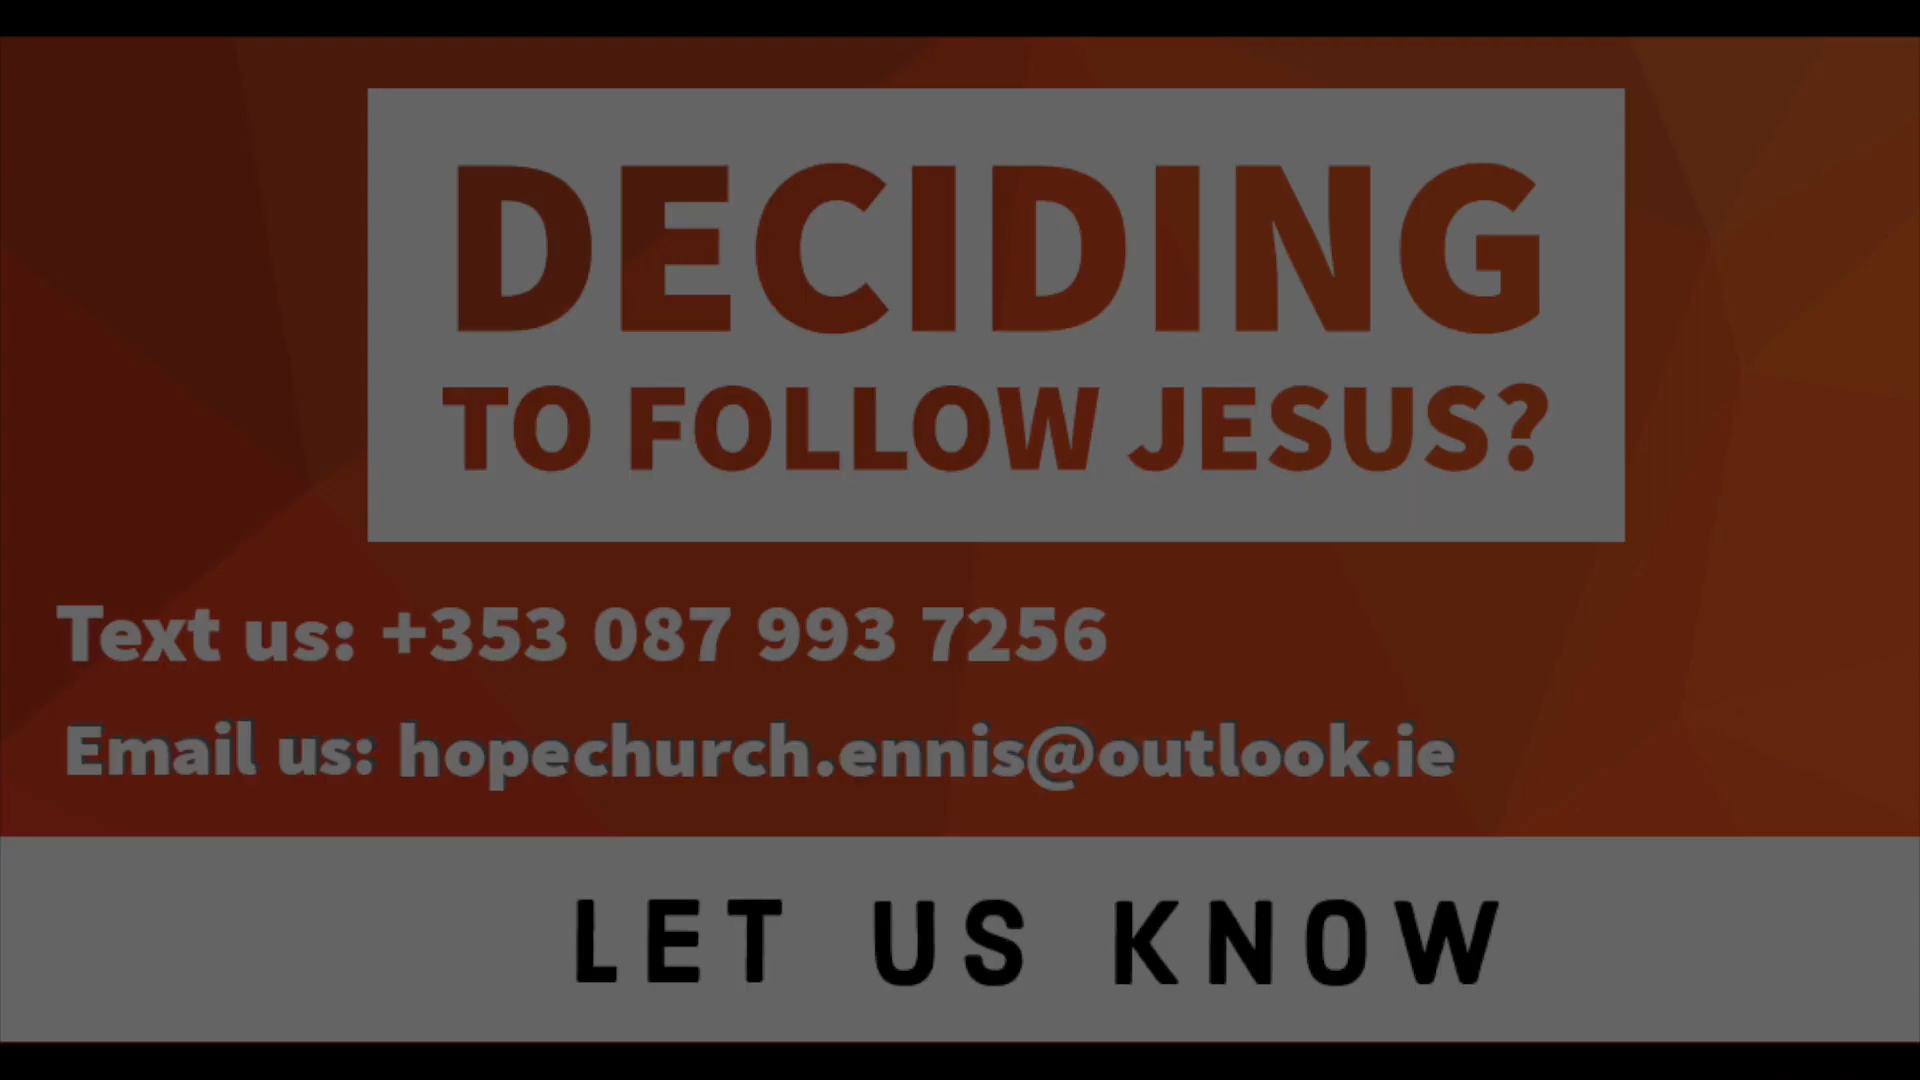 DECIDING
TO FOLLOW JESUS?
Text us: +353 087 993 7256
Email us: hopechurch.ennis@outlook.ie
LET US KNOW